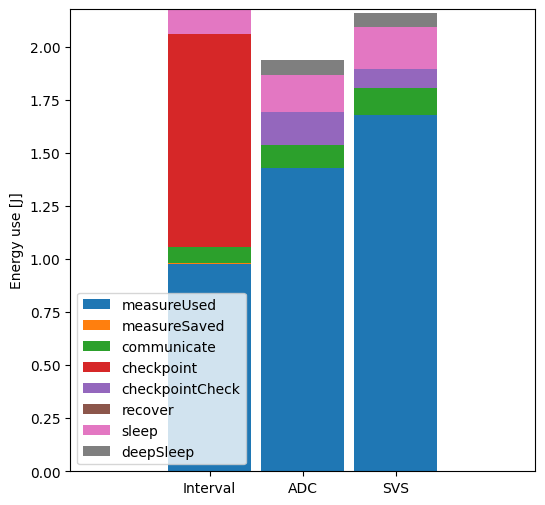 Energy use [J]
2.00
1.75
1.50
1.25
1.00
0.75
0.50
0.25
0.00
measureUsed
measureSaved
communicate
checkpoint
checkpointCheck
recover
sleep
deepSleep
Interval ADC SVS